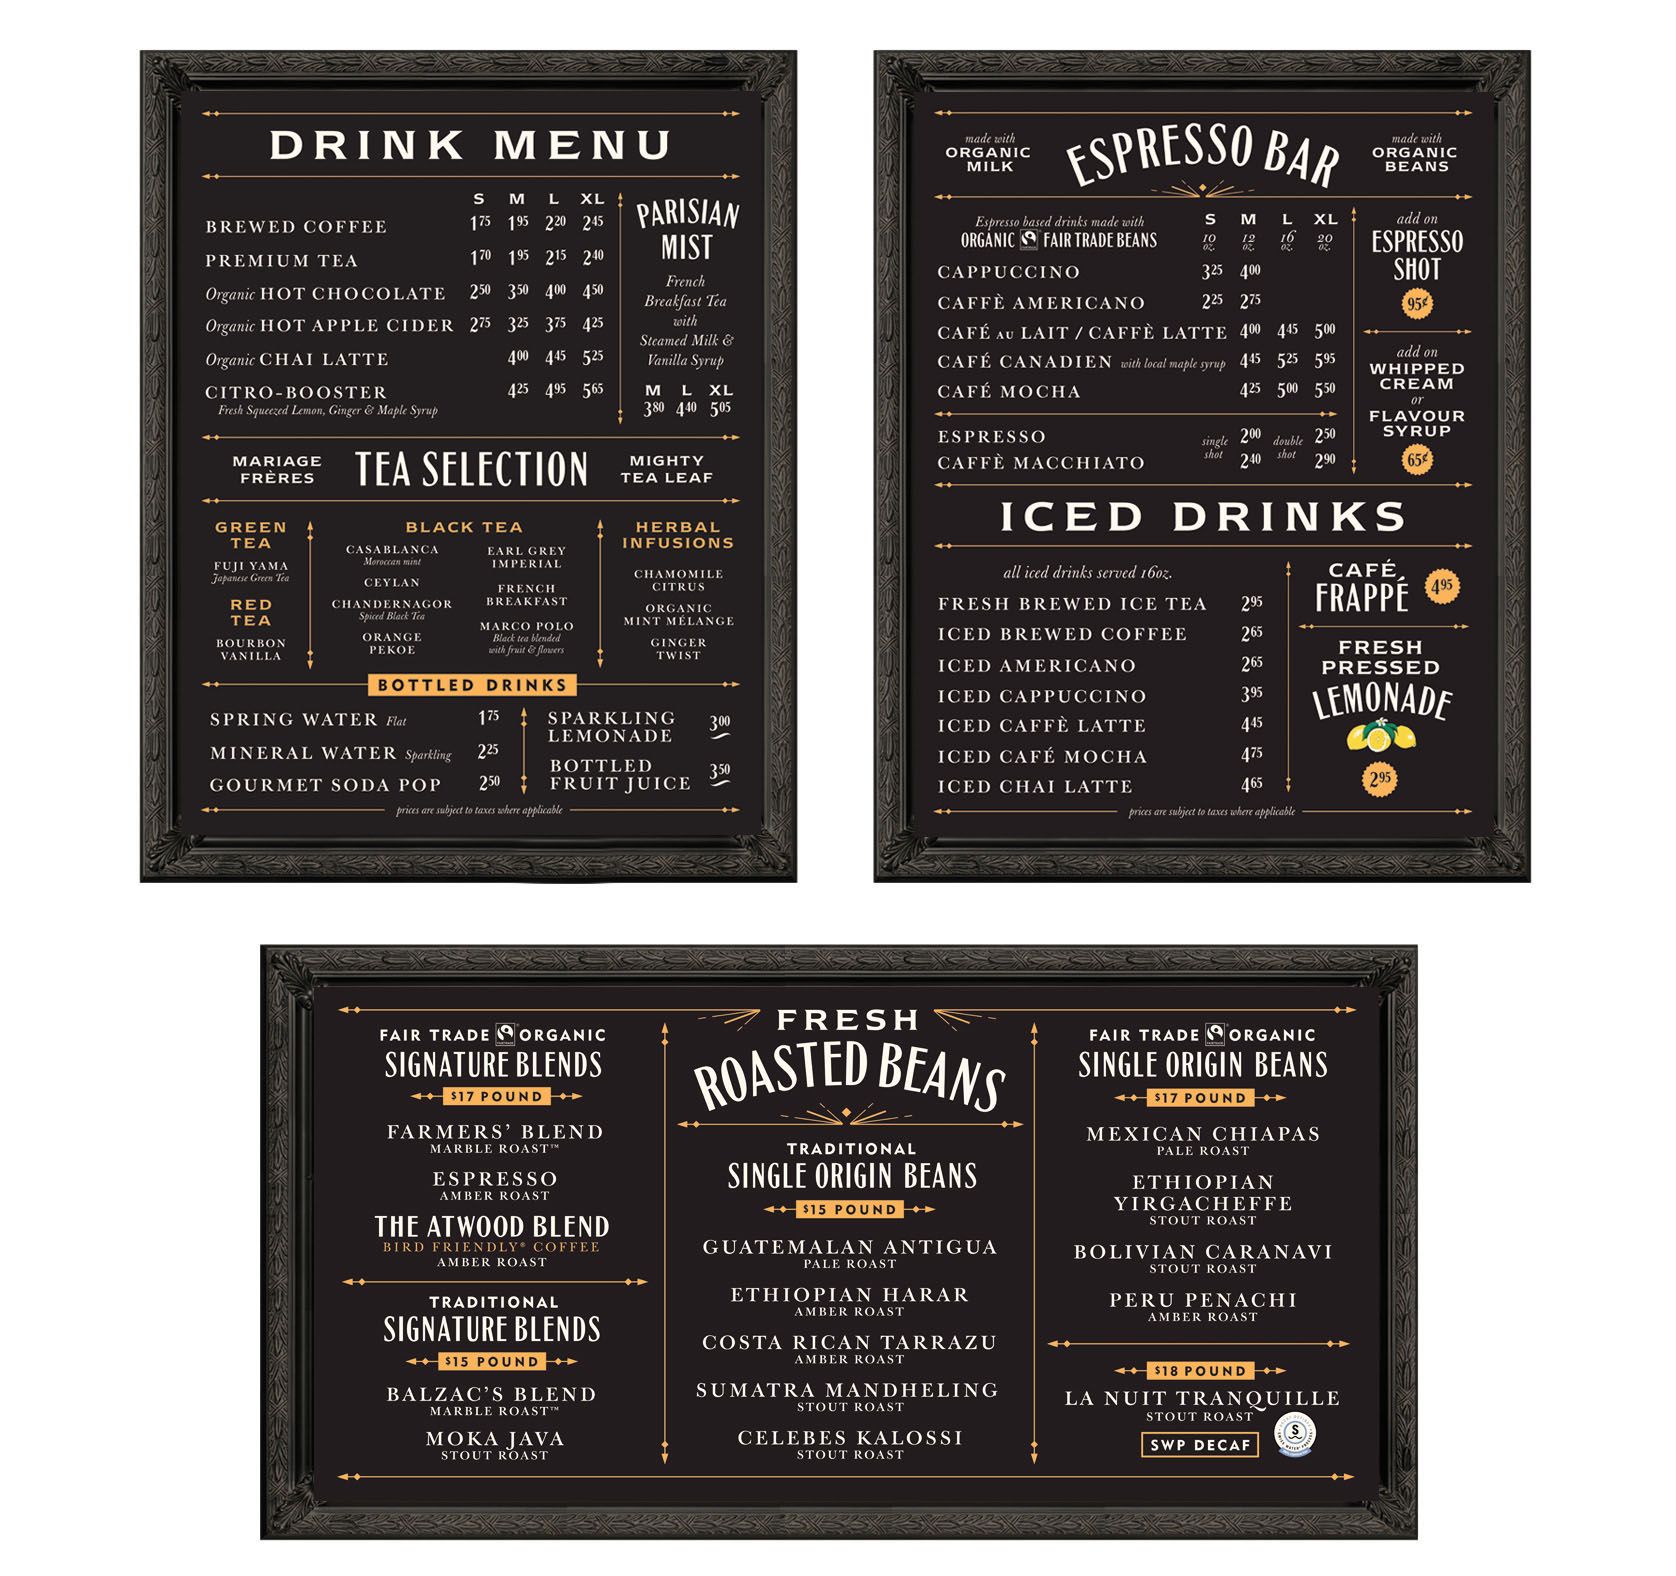 DRINK MENU
S M L XL
BREWED COFFEE 1 75 1 95 2 20 2 45
PREMIUM TEA 1 70 1 95 2 15 2 40
Organic HOT CHOCOLATE 2 50 3 50 4 00 4 50
Organic HOT APPLE CIDER 2 75 3 25 3 75 4 25
Organic CHAI LATTE 4 00 4 45 5 25
CITRO-BOOSTER 4 25 4 95 5 65
Fresh Squeezed Lemon, Ginger & Maple Syrup
PARISIAN
MIST
French
Breakfast Tea
with
Steamed Milk &
Vanilla Syrup
M L XL
3 80 4 40 5 05
MARIAGE
FRÈRES
TEA SELECTION
MIGHTY
TEA LEAF
GREEN
TEA
FUJI YAMA
Japanese Green Tea
RED
TEA
BOURBON
VANILLA
BLACK TEA
CASABLANCA
Moroccan mint
CEYLAN
CHANDERNAGOR
Spiced Black Tea
ORANGE
PEKOE
EARL GREY
IMPERIAL
FRENCH
BREAKFAST
MARCO POLO
Black tea blended
with fruit & flowers
HERBAL
INFUSIONS
CHAMOMILE
CITRUS
ORGANIC
MINT MÉLANGE
GINGER
TWIST
BOTTLED DRINKS
SPRING WATER Flat 1 75
MINERAL WATER Sparkling 2 25
GOURMET SODA POP 2 50
SPARKLING
LEMONADE 3 00
BOTTLED
FRUIT JUICE 3 50
prices are subject to taxes where applicable
made with
ORGANIC
MILK
ESPRESSO BAR
made with
ORGANIC
BEANS
Espresso based drinks made with
ORGANIC FAIRTRADE FAIR TRADE BEANS
S M L XL
10 oz. 12 oz. 16 oz. 20 oz.
CAPPUCCINO 3 25 4 00
CAFFÈ AMERICANO 2 25 2 75
CAFÉ AU LAIT / CAFFÈ LATTE 4 00 4 45 5 00
CAFÉ CANADIEN with local maple syrup 4 45 5 25 5 95
CAFÉ MOCHA 4 25 5 00 5 50
ESPRESSO single shot 2 00 double shot 2 50
CAFFÈ MACCHIATO 2 40 2 90
add on
ESPRESSO
SHOT
95¢
add on
WHIPPED
CREAM
or
FLAVOUR
SYRUP
65¢
ICED DRINKS
all iced drinks served 16oz.
FRESH BREWED ICE TEA 2 95
ICED BREWED COFFEE 2 65
ICED AMERICANO 2 65
ICED CAPPUCCINO 3 95
ICED CAFFÈ LATTE 4 45
ICED CAFÉ MOCHA 4 75
ICED CHAI LATTE 4 65
CAFÉ
FRAPPÉ 4 95
FRESH
PRESSED
LEMONADE
2 95
prices are subject to taxes where applicable
FAIR TRADE FAIRTRADE ORGANIC
SIGNATURE BLENDS
$17 POUND
FARMERS' BLEND
MARBLE ROAST™
ESPRESSO
AMBER ROAST
THE ATWOOD BLEND
BIRD FRIENDLY® COFFEE
AMBER ROAST
TRADITIONAL
SIGNATURE BLENDS
$15 POUND
BALZAC'S BLEND
MARBLE ROAST™
MOKA JAVA
STOUT ROAST
FRESH
ROASTED BEANS
TRADITIONAL
SINGLE ORIGIN BEANS
$15 POUND
GUATEMALAN ANTIGUA
PALE ROAST
ETHIOPIAN HARAR
AMBER ROAST
COSTA RICAN TARRAZU
AMBER ROAST
SUMATRA MANDHELING
STOUT ROAST
CELEBES KALOSSI
STOUT ROAST
FAIR TRADE FAIRTRADE ORGANIC
SINGLE ORIGIN BEANS
$17 POUND
MEXICAN CHIAPAS
PALE ROAST
ETHIOPIAN
YIRGACHEFFE
STOUT ROAST
BOLIVIAN CARANAVI
STOUT ROAST
PERU PENACHI
AMBER ROAST
$18 POUND
LA NUIT TRANQUILLE
STOUT ROAST
SWP DECAF
S